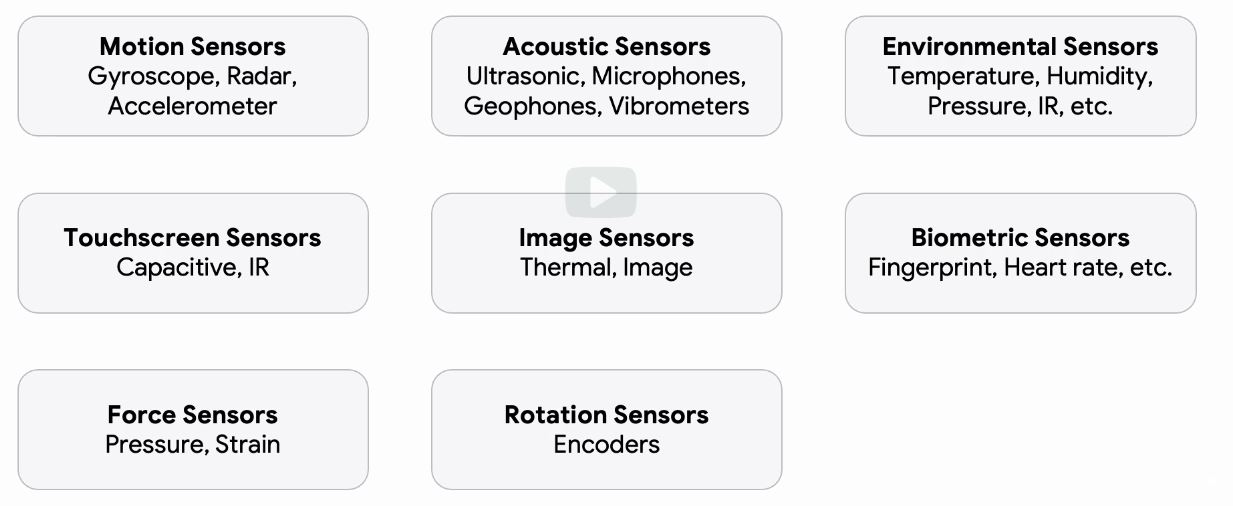 Motion Sensors
Gyroscope, Radar,
Accelerometer
Acoustic Sensors
Ultrasonic, Microphones,
Geophones, Vibrometers
Environmental Sensors
Temperature, Humidity,
Pressure, IR, etc.
Touchscreen Sensors
Capacitive, IR
Image Sensors
Thermal, Image
Biometric Sensors
Fingerprint, Heart rate, etc.
Force Sensors
Pressure, Strain
Rotation Sensors
Encoders